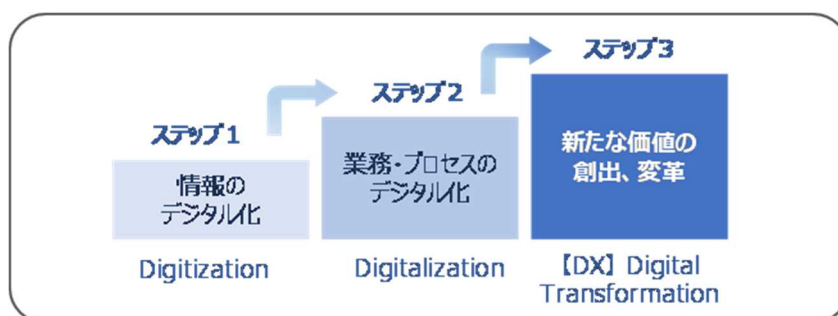 ステップ1
情報の
デジタル化
Digitization
ステップ2
業務・プロセスの
デジタル化
Digitalization
ステップ3
新たな価値の
創出、変革
【DX】Digital
Transformation